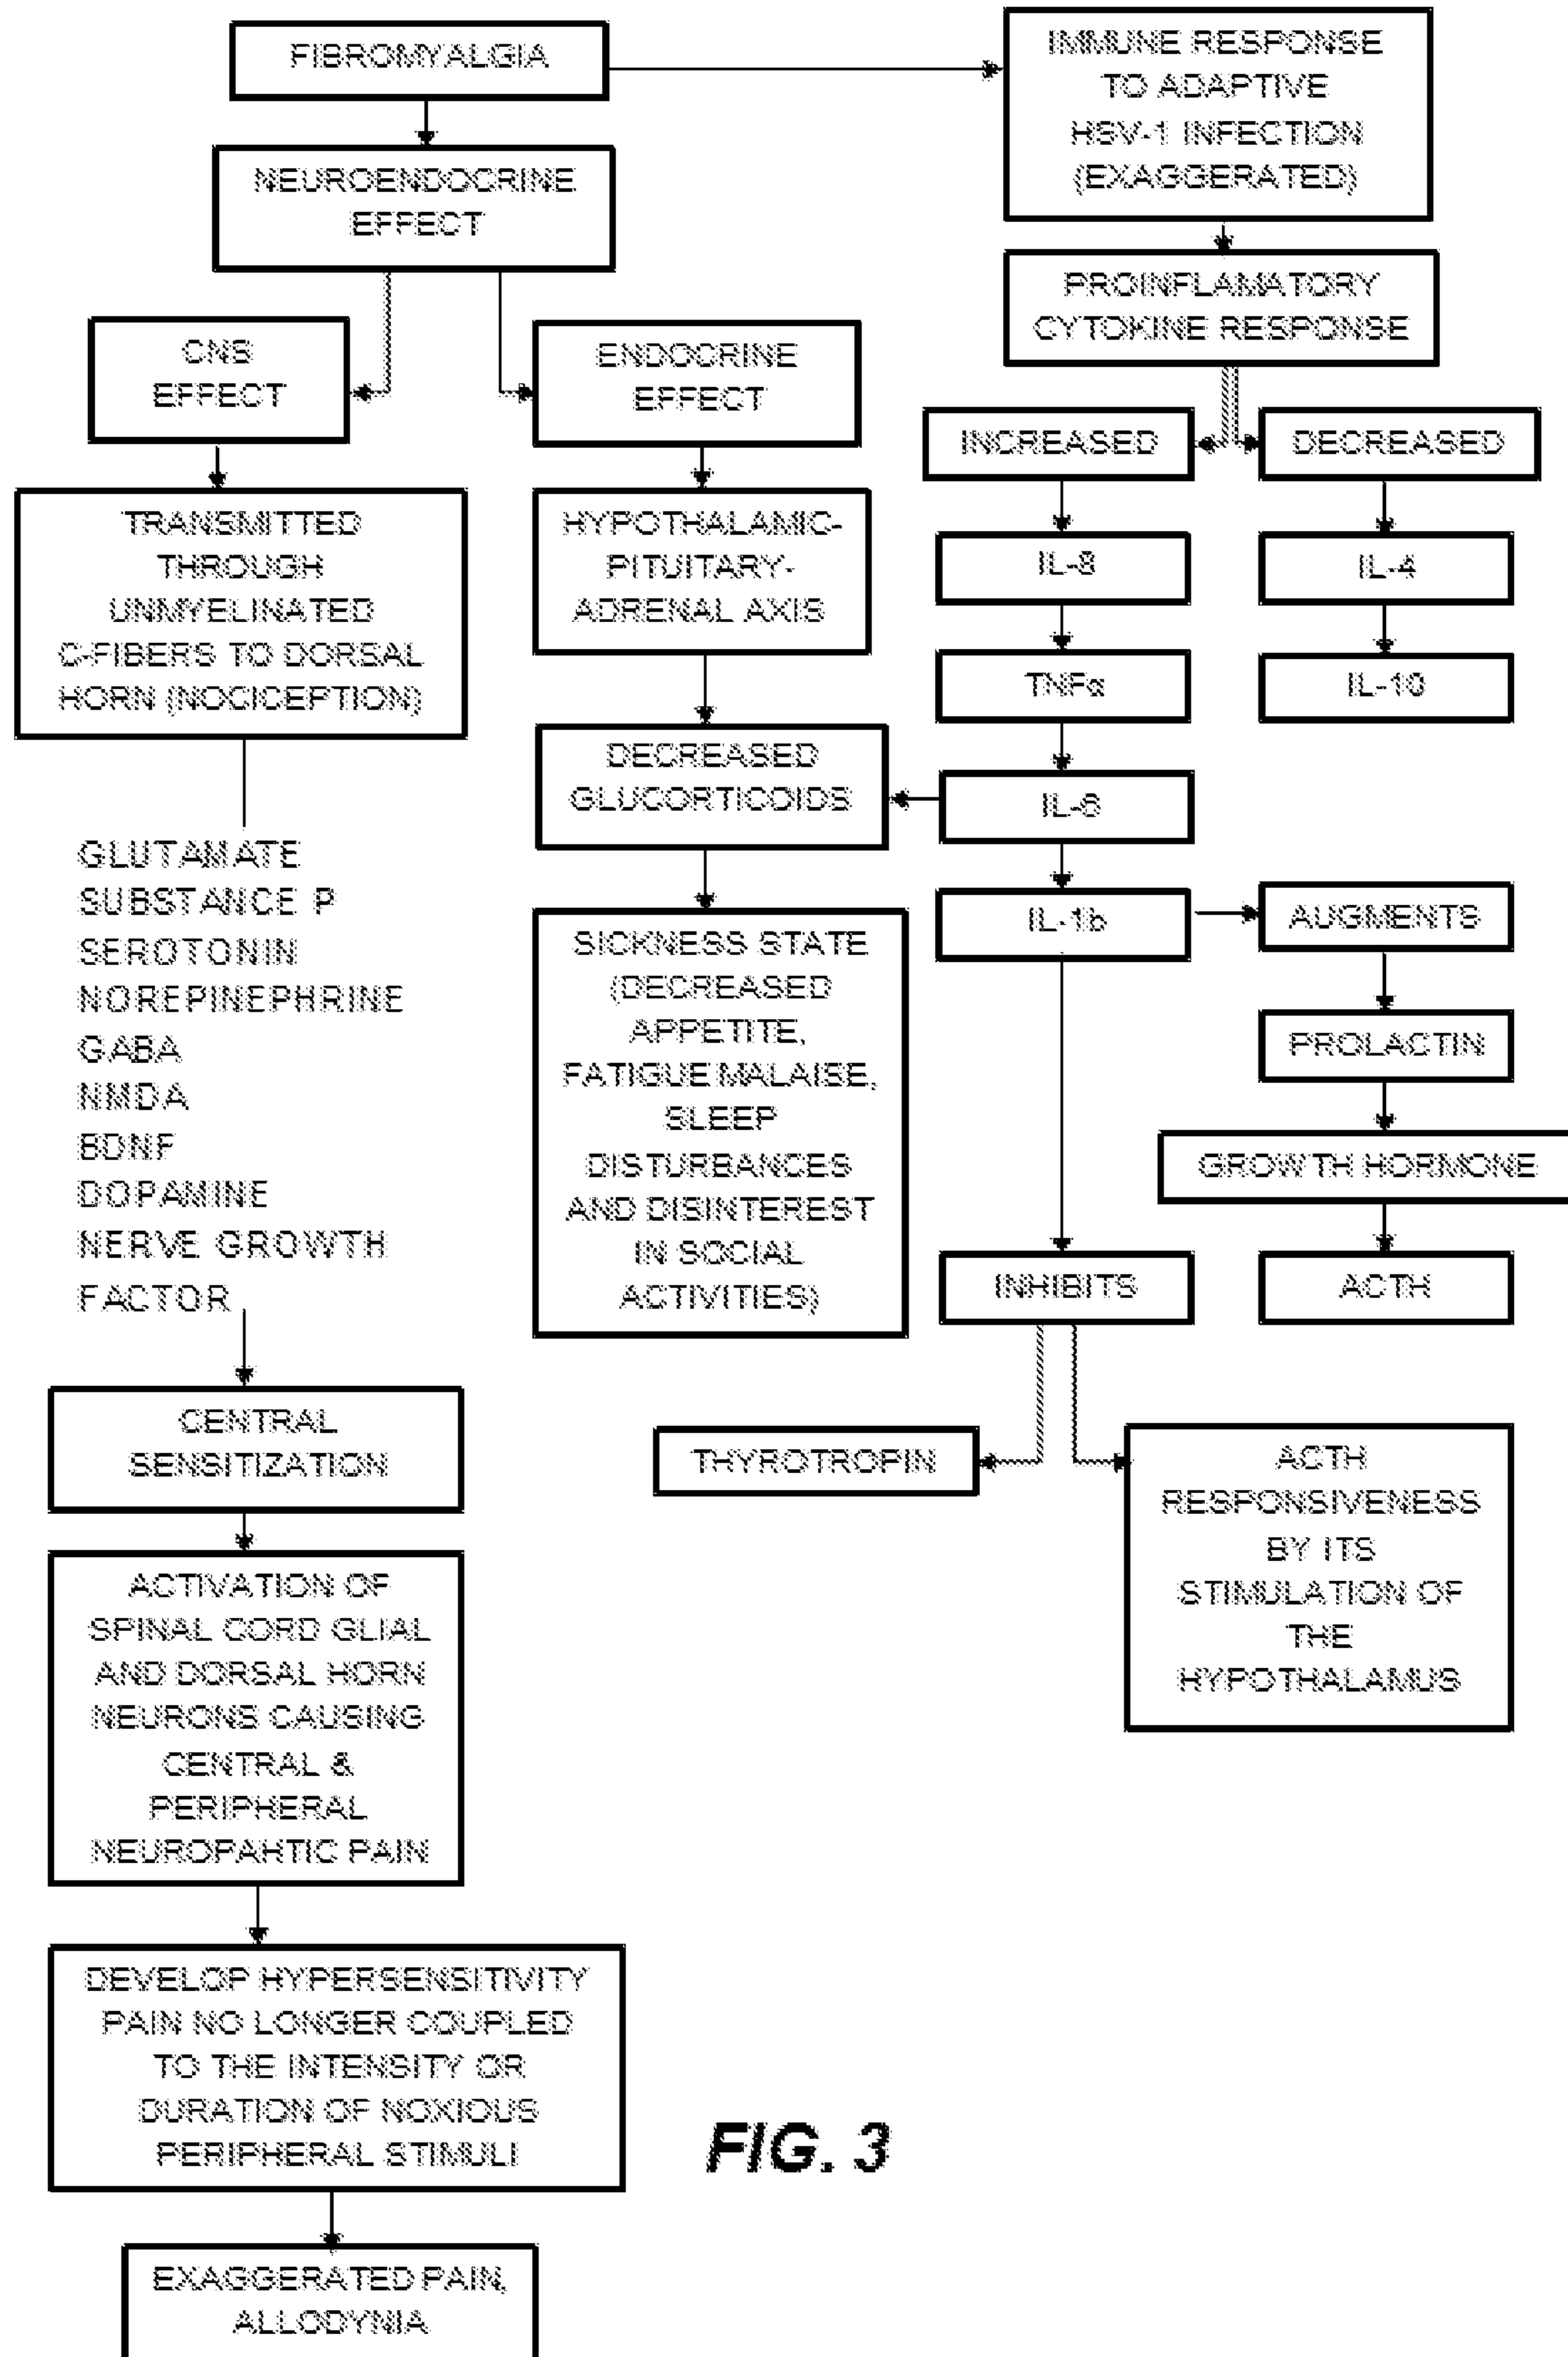 FIBROMYALGIA
IMMUNE RESPONSE
TO ADAPTIVE
HSV-1 INFECTION
(EXAGGERATED)
NEUROENDOCRINE
EFFECT
PROINFLAMATORY
CYTOKINE RESPONSE
CNS
EFFECT
ENDOCRINE
EFFECT
INCREASED
DECREASED
TRANSMITTED
THROUGH
UNMYELINATED
C-FIBERS TO DORSAL
HORN (NOCICEPTION)
HYPOTHALAMIC-
PITUITARY-
ADRENAL AXIS
IL-8
IL-4
TNFα
IL-10
DECREASED
GLUCORTICOIDS
IL-6
GLUTAMATE
SUBSTANCE P
SEROTONIN
NOREPINEPHRINE
GABA
NMDA
BDNF
DOPAMINE
NERVE GROWTH
FACTOR
SICKNESS STATE
(DECREASED
APPETITE,
FATIGUE MALAISE,
SLEEP
DISTURBANCES
AND DISINTEREST
IN SOCIAL
ACTIVITIES)
IL-1b
AUGMENTS
PROLACTIN
GROWTH HORMONE
INHIBITS
ACTH
CENTRAL
SENSITIZATION
THYROTROPIN
ACTH
RESPONSIVENESS
BY ITS
STIMULATION OF
THE
HYPOTHALAMUS
ACTIVATION OF
SPINAL CORD GLIAL
AND DORSAL HORN
NEURONS CAUSING
CENTRAL &
PERIPHERAL
NEUROPAHTIC PAIN
DEVELOP HYPERSENSITIVITY
PAIN NO LONGER COUPLED
TO THE INTENSITY OR
DURATION OF NOXIOUS
PERIPHERAL STIMULI
FIG. 3
EXAGGERATED PAIN,
ALLODYNIA